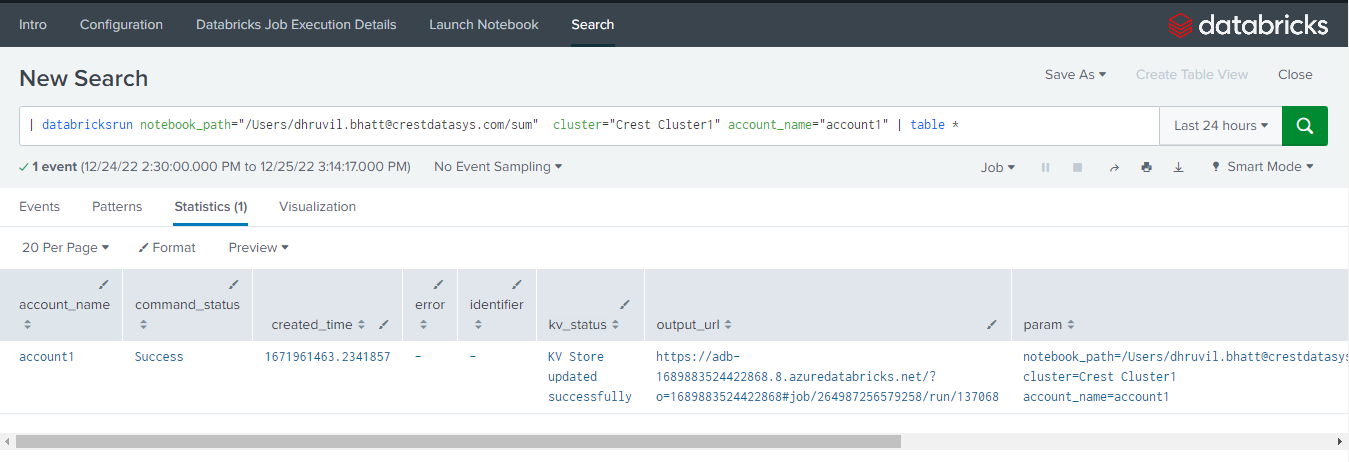 Intro Configuration Databricks Job Execution Details Launch Notebook Search databricks
New Search Save As Create Table View Close
| databricksrun notebook_path="/Users/dhruvil.bhatt@crestdatasys.com/sum" cluster="Crest Cluster1" account_name="account1" | table * Last 24 hours
1 event (12/24/22 2:30:00.000 PM to 12/25/22 3:14:17.000 PM) No Event Sampling Job Smart Mode
Events Patterns Statistics (1) Visualization
20 Per Page Format Preview
account_name command_status error identifier
created_time kv_status output_url param
account1 Success 1671961463.2341857 - - KV Store https://adb- notebook_path=/Users/dhruvil.bhatt@crestdatasys
updated 1689883524422868.8.azuredatabricks.net/? cluster=Crest Cluster1
successfully o=1689883524422868#job/264987256579258/run/137068 account_name=account1